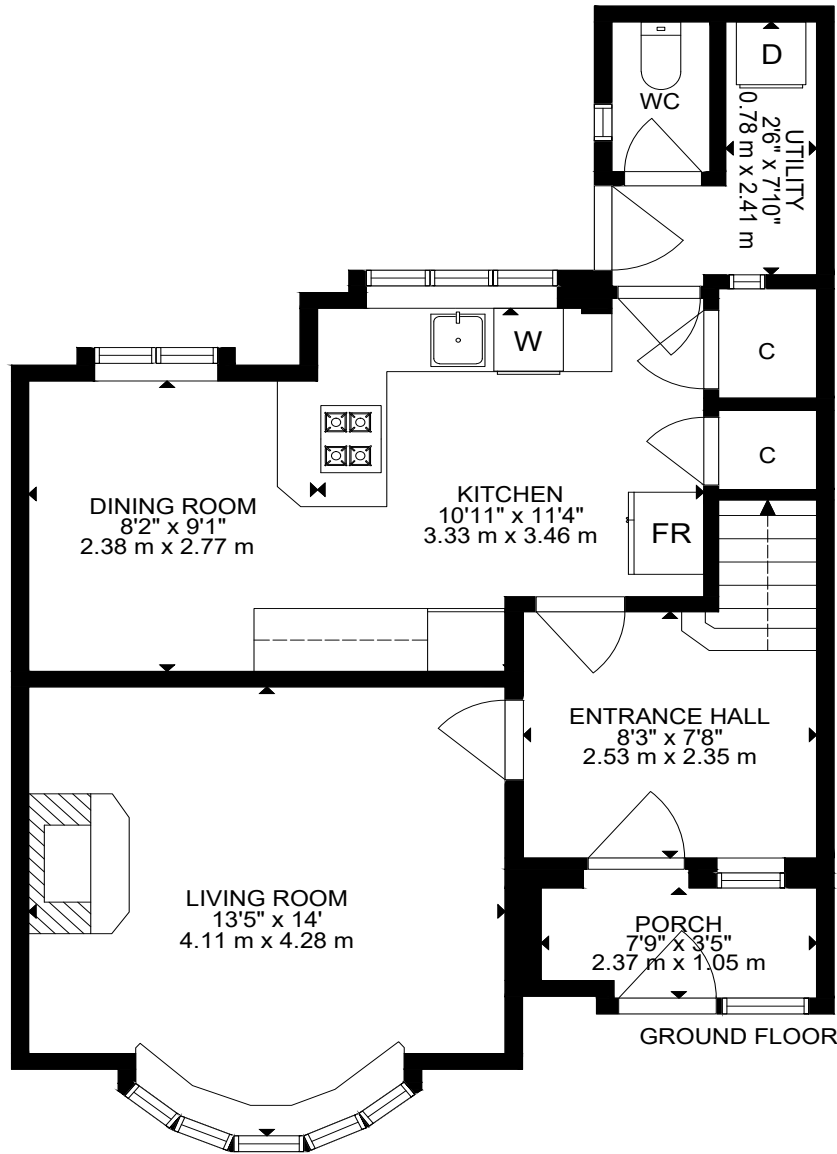 D
WC
UTILITY
2'6" x 7'10"
0.78 m x 2.41 m
W
C
C
DINING ROOM
8'2" x 9'1"
2.38 m x 2.77 m
KITCHEN
10'11" x 11'4"
3.33 m x 3.46 m
FR
ENTRANCE HALL
8'3" x 7'8"
2.53 m x 2.35 m
LIVING ROOM
13'5" x 14'
4.11 m x 4.28 m
PORCH
7'9" x 3'5"
2.37 m x 1.05 m
GROUND FLOOR